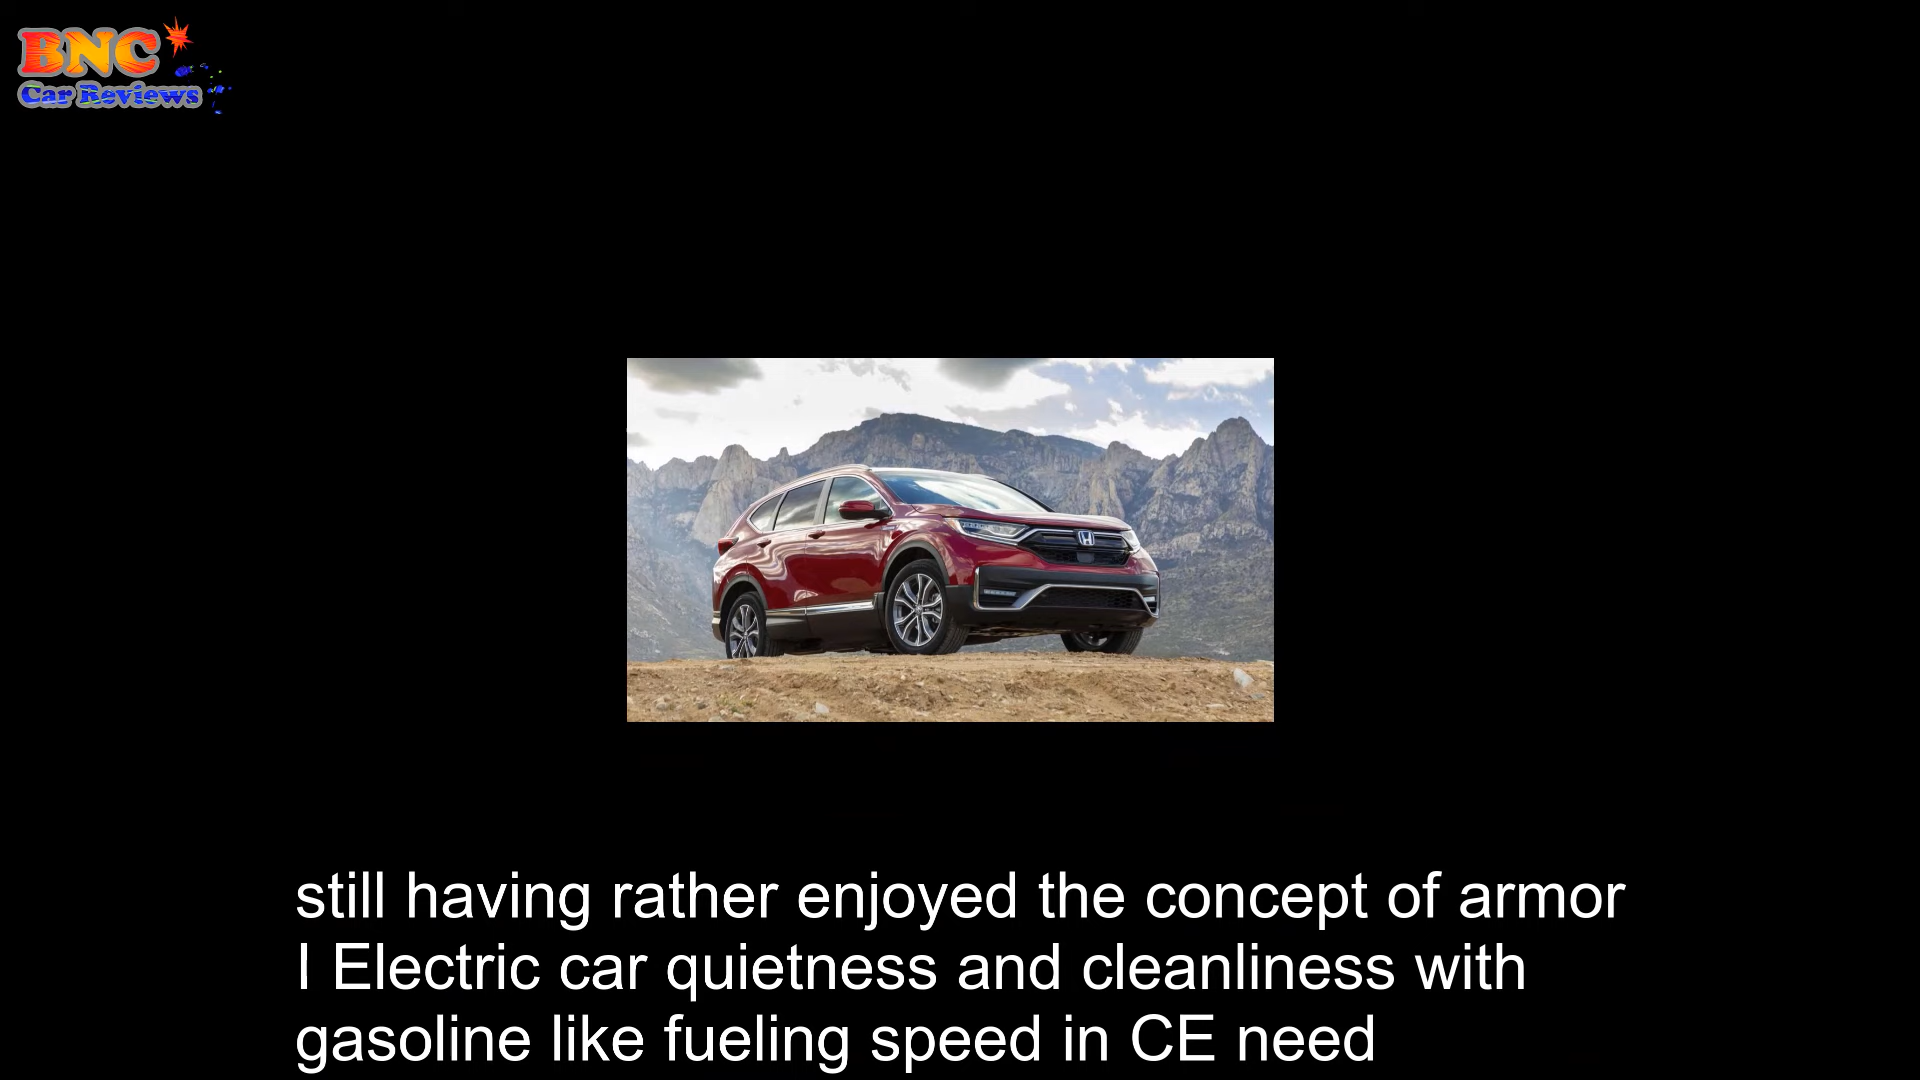 BNC
Car Reviews
still having rather enjoyed the concept of armor
I Electric car quietness and cleanliness with
gasoline like fueling speed in CE need